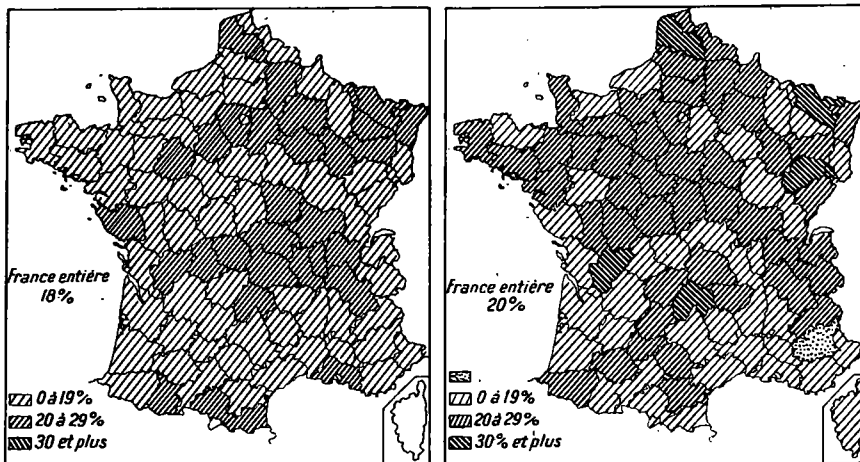 France entière
18%
0 à 19%
20 à 29%
30 et plus
France entière
20%
0 à 19%
20 à 29%
30% et plus